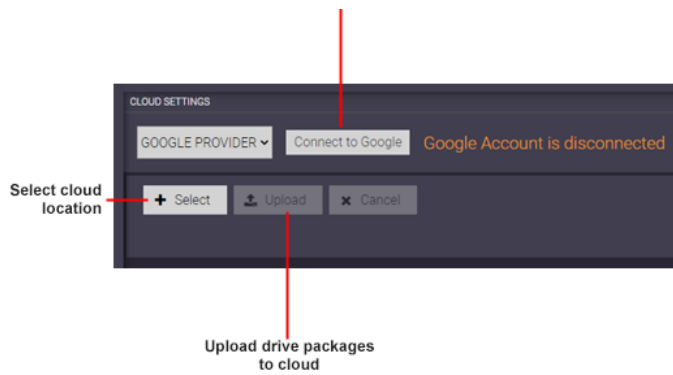 CLOUD SETTINGS
GOOGLE PROVIDER Connect to Google Google Account is disconnected
Select cloud
location
Select Upload Cancel
Upload drive packages
to cloud